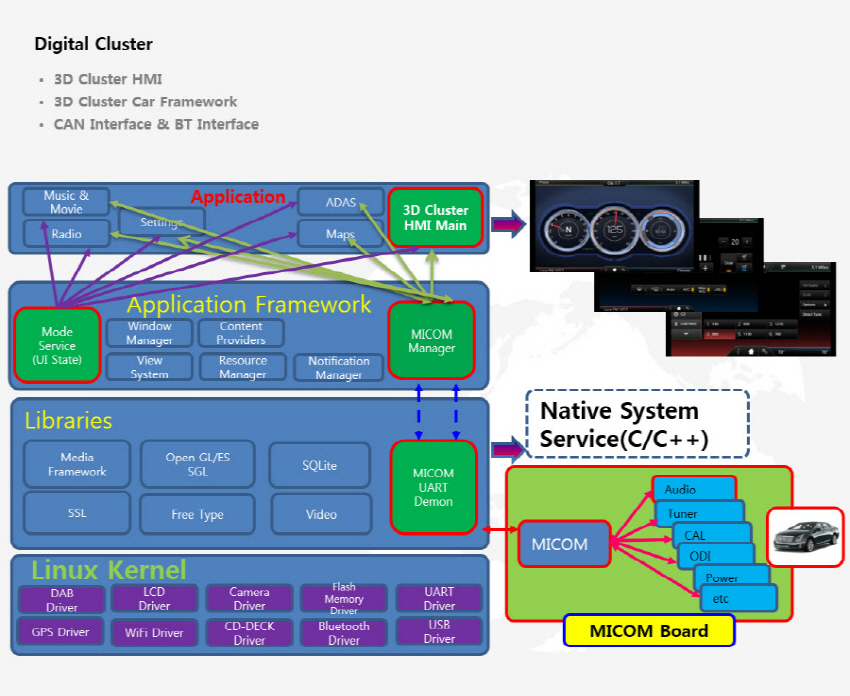 Digital Cluster
3D Cluster HMI
3D Cluster Car Framework
CAN Interface & BT Interface
Application
Music &
Movie
Radio
Settings
ADAS
Maps
3D Cluster
HMI Main
Application Framework
Mode
Service
(UI State)
Window
Manager
Content
Providers
View
System
Resource
Manager
Notification
Manager
MICOM
Manager
Libraries
Media
Framework
Open GL/ES
SGL
SQLite
SSL
Free Type
Video
MICOM
UART
Demon
Native System
Service(C/C++)
Linux Kernel
DAB
Driver
LCD
Driver
Camera
Driver
Flash
Memory
Driver
UART
Driver
GPS Driver
WiFi Driver
CD-DECK
Driver
Bluetooth
Driver
USB
Driver
MICOM
Audio
Tuner
CAL
ODI
Power
etc
MICOM Board
N
125
20